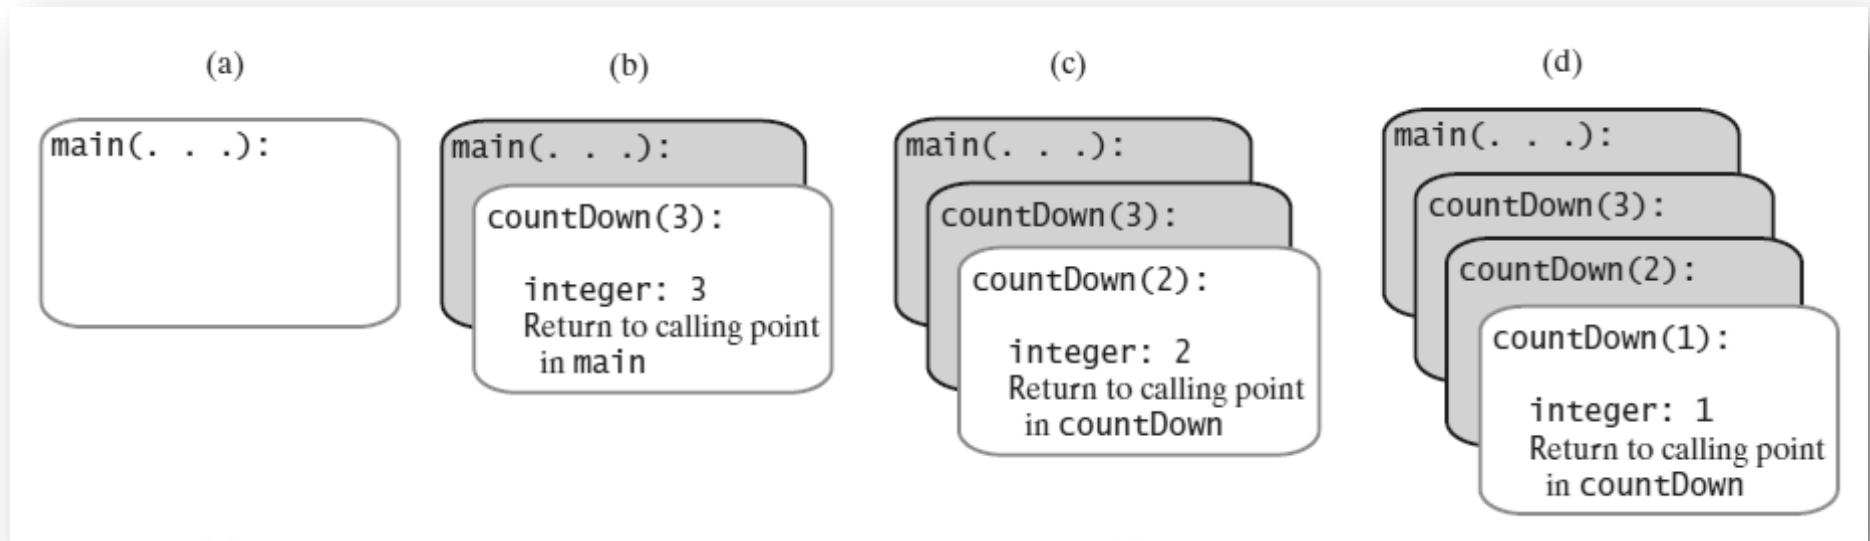 (a)
main(. . .):
(b)
main(. . .):
countDown(3):
integer: 3
Return to calling point
in main
(c)
main(. . .):
countDown(3):
countDown(2):
integer: 2
Return to calling point
in countDown
(d)
main(. . .):
countDown(3):
countDown(2):
countDown(1):
integer: 1
Return to calling point
in countDown